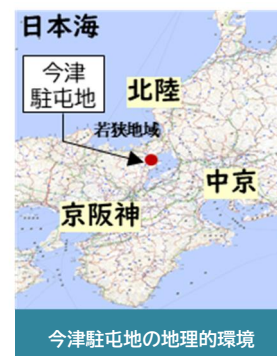 日本海
今津
駐屯地
北陸
若狭地域
中京
京阪神
今津駐屯地の地理的環境